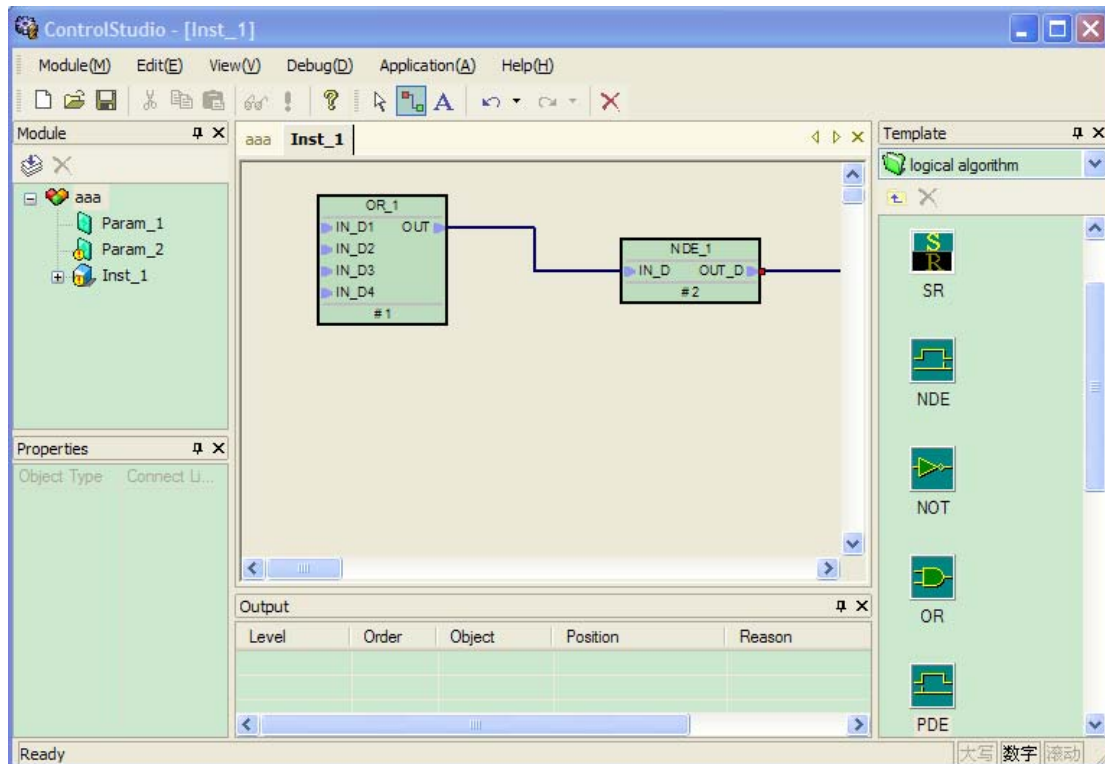 ControlStudio - [Inst_1]
Module(M) Edit(E) View(V) Debug(D) Application(A) Help(H)
Module
aaa
Param_1
Param_2
Inst_1
Properties
Object Type Connect Li...
aaa Inst_1
OR_1
IN_D1 OUT
IN_D2
IN_D3
IN_D4
#1
NDE_1
IN_D OUT_D
#2
Output
Level Order Object Position Reason
Template
logical algorithm
S
R
SR
NDE
NOT
OR
PDE
Ready
大写 数字 滚动